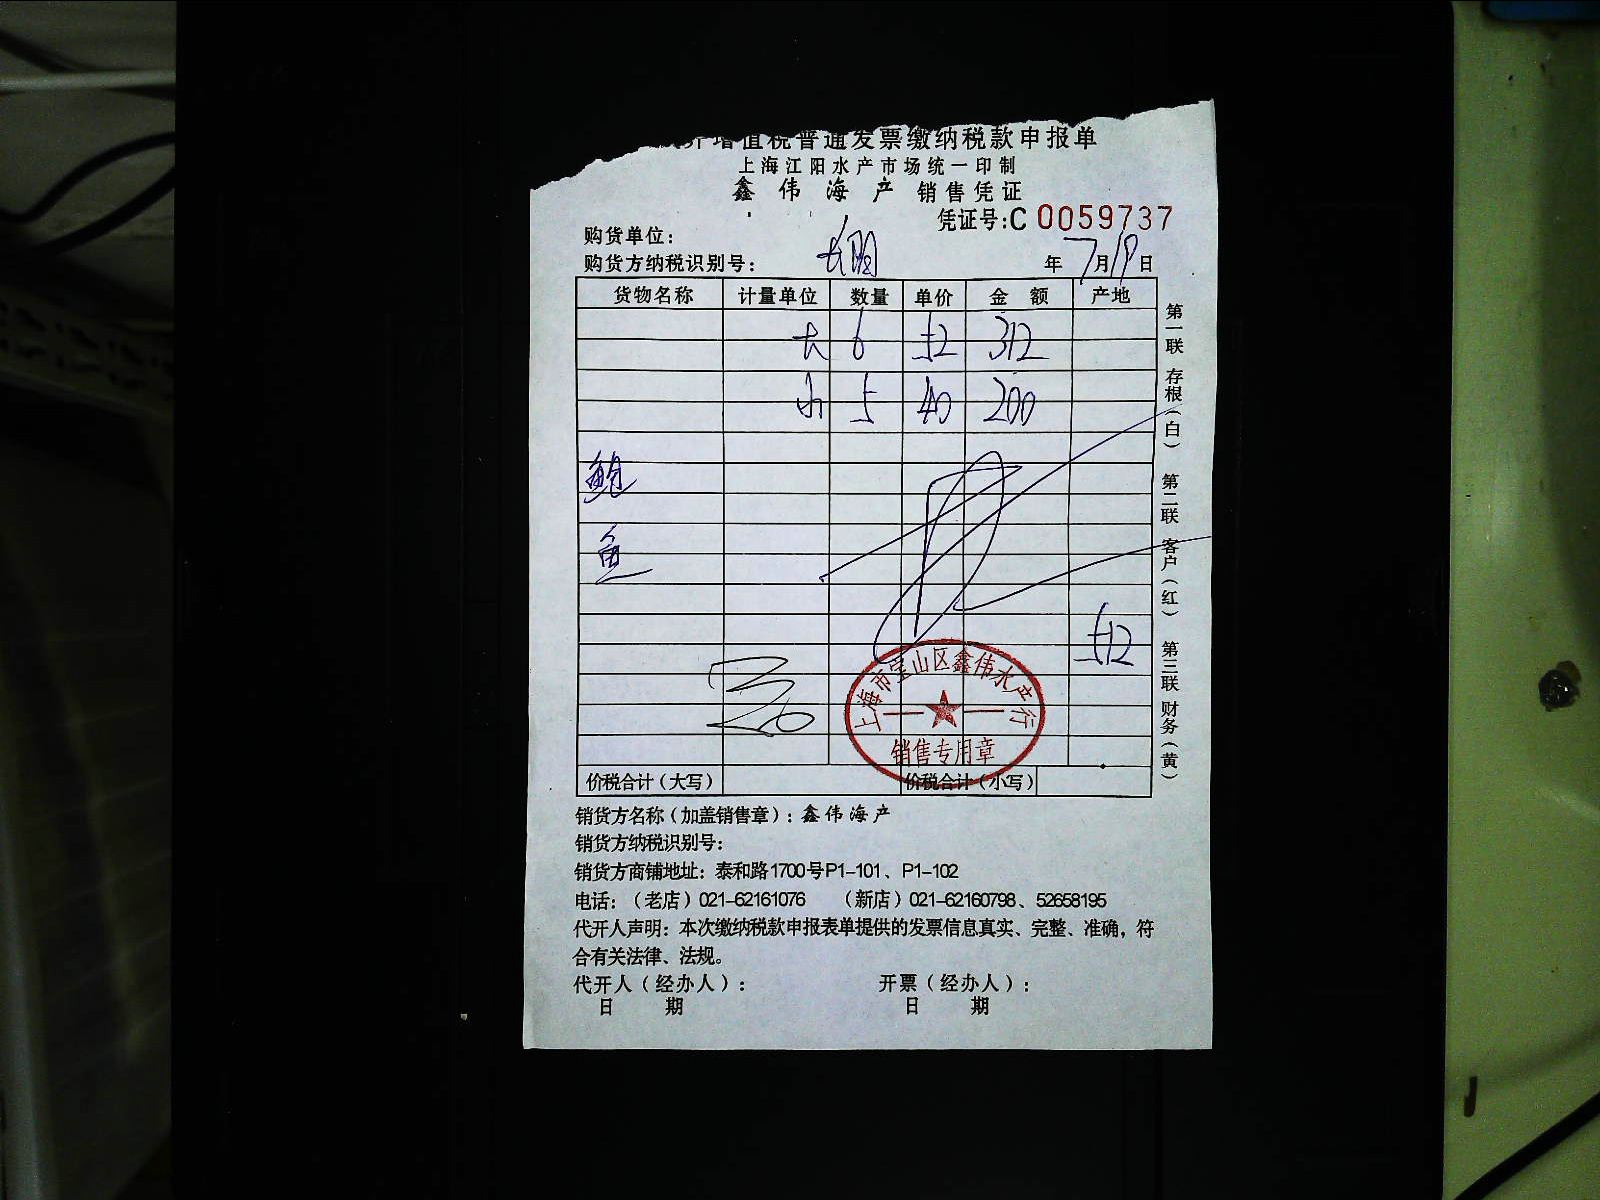 增值税普通发票缴纳税款申报单
上海江阳水产市场统一印制
鑫伟海产 销售凭证
凭证号:C 0059737
购货单位:
购货方纳税识别号: 年7月19日
货物名称 计量单位 数量 单价 金额 产地
大 6 52 312
小 5 40 200
鲍
鱼
512
上海市宝山区鑫伟水产行
销售专用章
价税合计(大写) 价税合计(小写)
销货方名称(加盖销售章):鑫伟海产
销货方纳税识别号:
销货方商铺地址:泰和路1700号P1-101、P1-102
电话:(老店)021-62161076 (新店)021-62160798、52658195
代开人声明:本次缴纳税款申报表单提供的发票信息真实、完整、准确,符
合有关法律、法规。
代开人(经办人): 开票(经办人):
日期 日期
第一联 存根(白) 第二联 客户(红) 第三联 财务(黄)